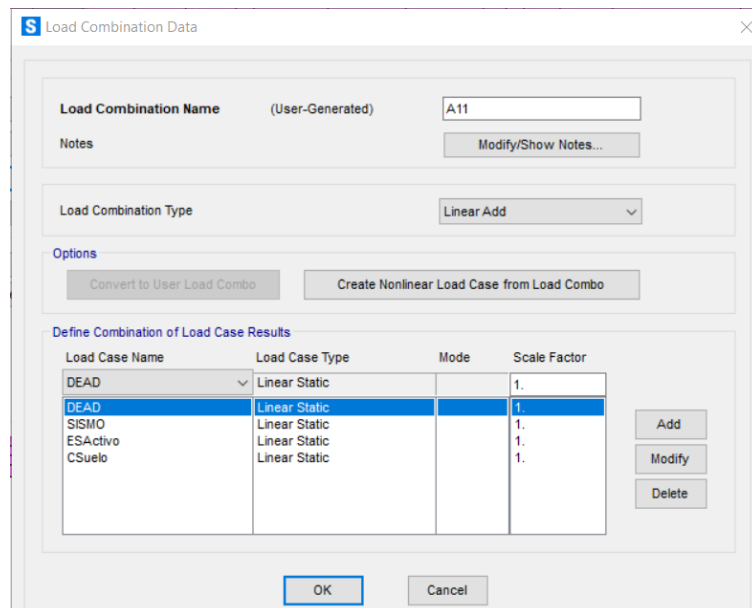 S Load Combination Data
Load Combination Name (User-Generated) A11
Notes Modify/Show Notes...
Load Combination Type Linear Add
Options
Convert to User Load Combo Create Nonlinear Load Case from Load Combo
Define Combination of Load Case Results
Load Case Name Load Case Type Mode Scale Factor
DEAD Linear Static 1.
DEAD Linear Static 1.
SISMO Linear Static 1.
ESActivo Linear Static 1.
CSuelo Linear Static 1.
Add
Modify
Delete
OK Cancel